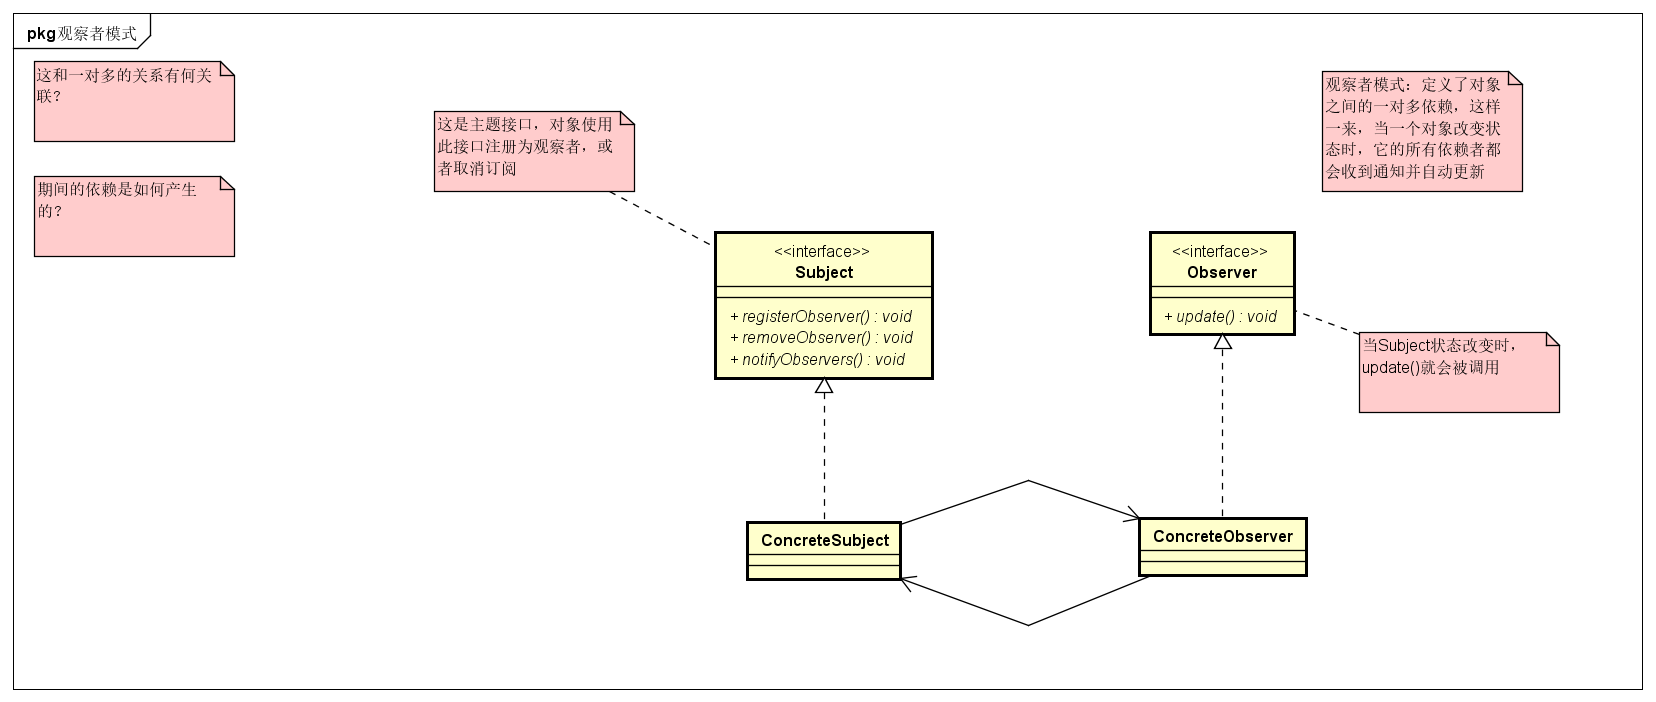 pkg 观察者模式
这和一对多的关系有何关
联？
期间的依赖是如何产生
的？
这是主题接口，对象使用
此接口注册为观察者，或
者取消订阅
观察者模式：定义了对象
之间的一对多依赖，这样
一来，当一个对象改变状
态时，它的所有依赖者都
会收到通知并自动更新
<<interface>>
Subject
+ registerObserver() : void
+ removeObserver() : void
+ notifyObservers() : void
<<interface>>
Observer
+ update() : void
当Subject状态改变时，
update()就会被调用
ConcreteSubject
ConcreteObserver